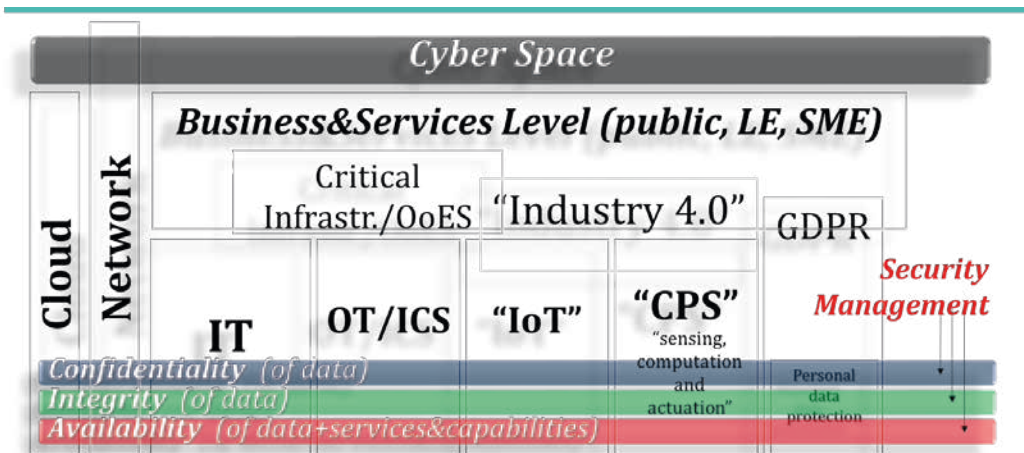 Cyber Space
Business&Services Level (public, LE, SME)
Cloud
Network
Critical
Infrastr./OoES
“Industry 4.0”
GDPR
Security
Management
IT
OT/ICS
“IoT”
“CPS”
“sensing,
computation
and
actuation”
Confidentiality (of data)
Integrity (of data)
Availability (of data+services&capabilities)
Personal
data
protection